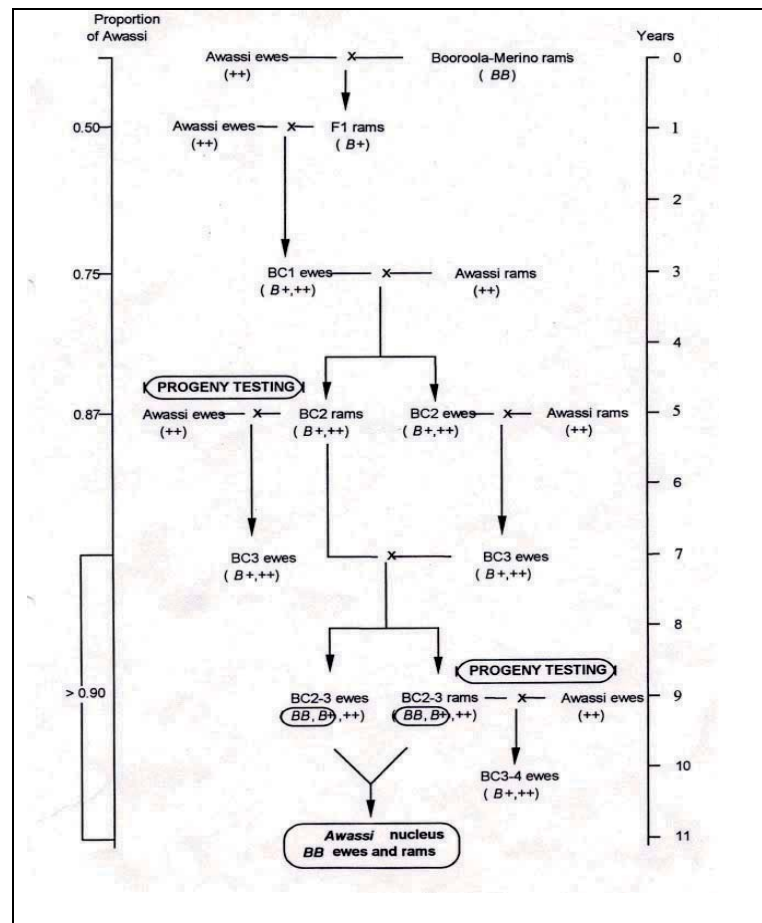 Proportion
of Awassi
Years
Awassi ewes x Booroola-Merino rams 0
(++) ( BB)
0.50 Awassi ewes x F1 rams 1
(++) ( B+)
2
0.75 BC1 ewes x Awassi rams 3
( B+,++) (++)
4
PROGENY TESTING
0.87 Awassi ewes x BC2 rams BC2 ewes x Awassi rams 5
(++) ( B+,++) ( B+,++) (++)
6
BC3 ewes x BC3 ewes 7
( B+,++) ( B+,++)
8
PROGENY TESTING
> 0.90 BC2-3 ewes BC2-3 rams x Awassi ewes 9
( BB, B+,++) ( BB, B+,++) (++)
BC3-4 ewes 10
( B+,++)
Awassi nucleus 11
BB ewes and rams